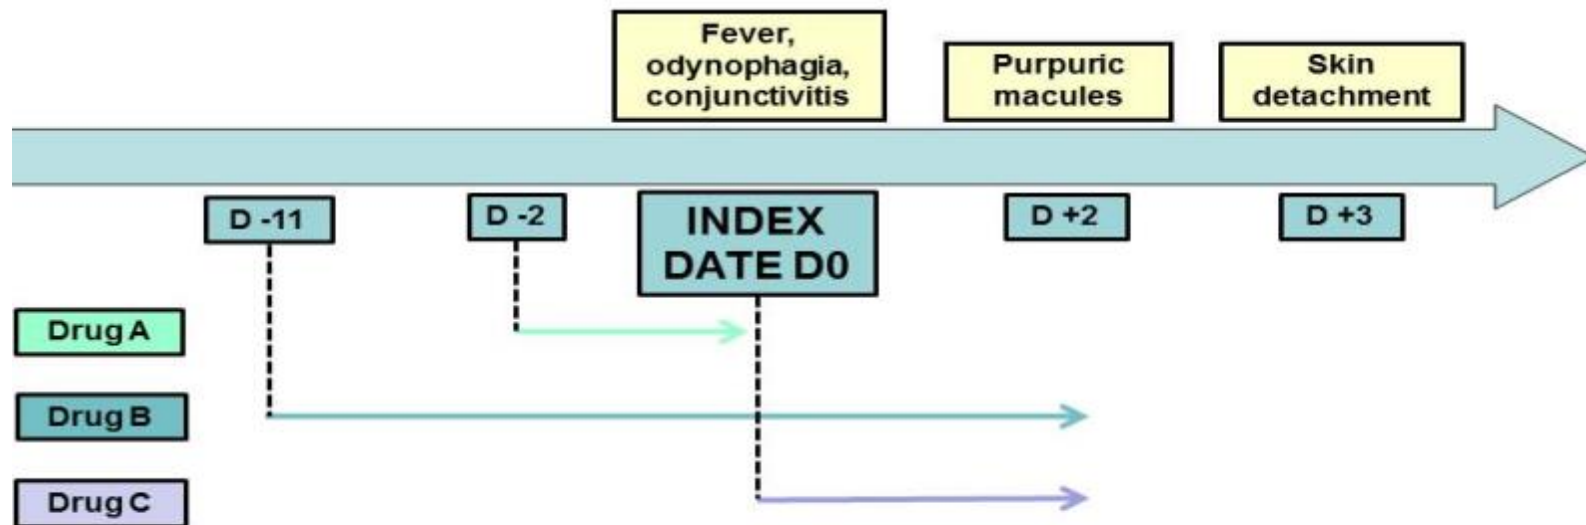 Fever,
odynophagia,
conjunctivitis
Purpuric
macules
Skin
detachment
D -11
D -2
INDEX
DATE D0
D +2
D +3
Drug A
Drug B
Drug C